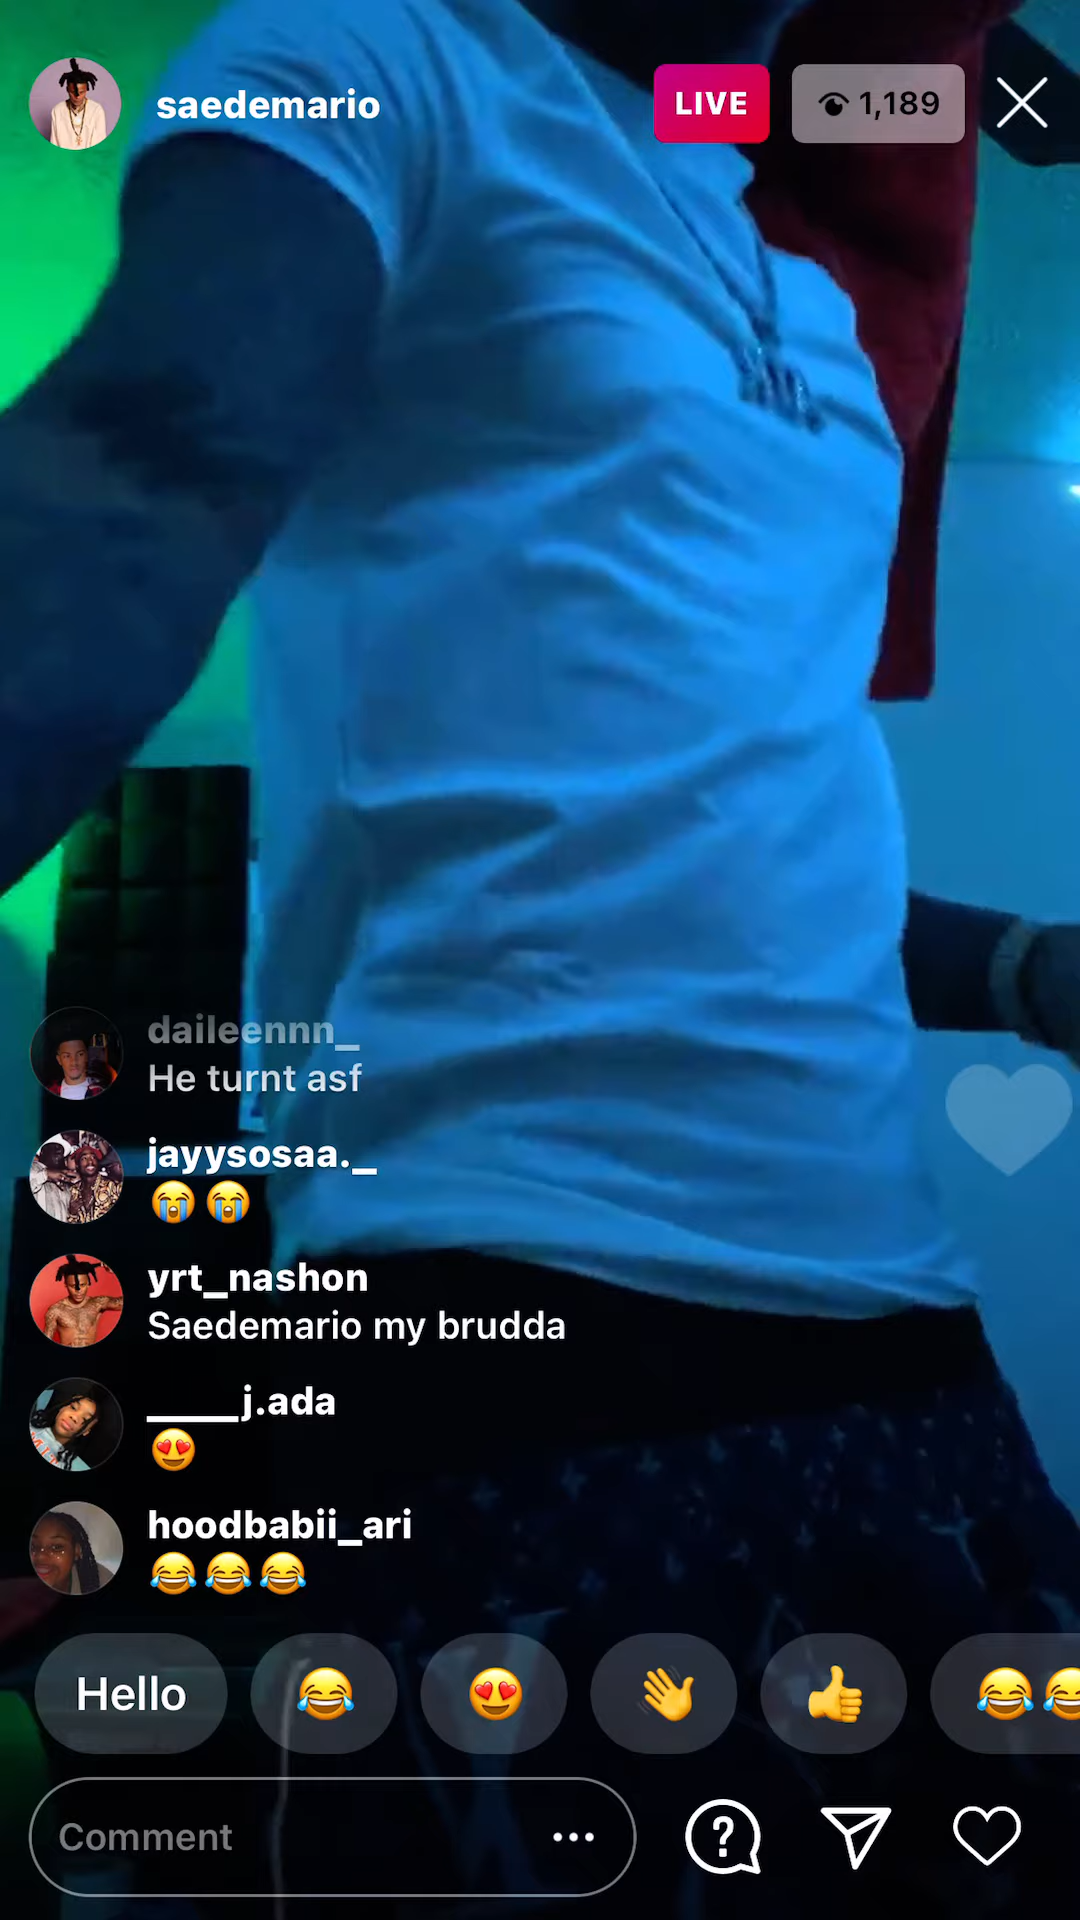 saedemario
LIVE
1,189
daileennn_
He turnt asf
jayysosaa._
😭😭
yrt_nashon
Saedemario my brudda
_____j.ada
😍
hoodbabii_ari
😂😂😂
Hello 😂 😍 👋 👍 😂😂
Comment